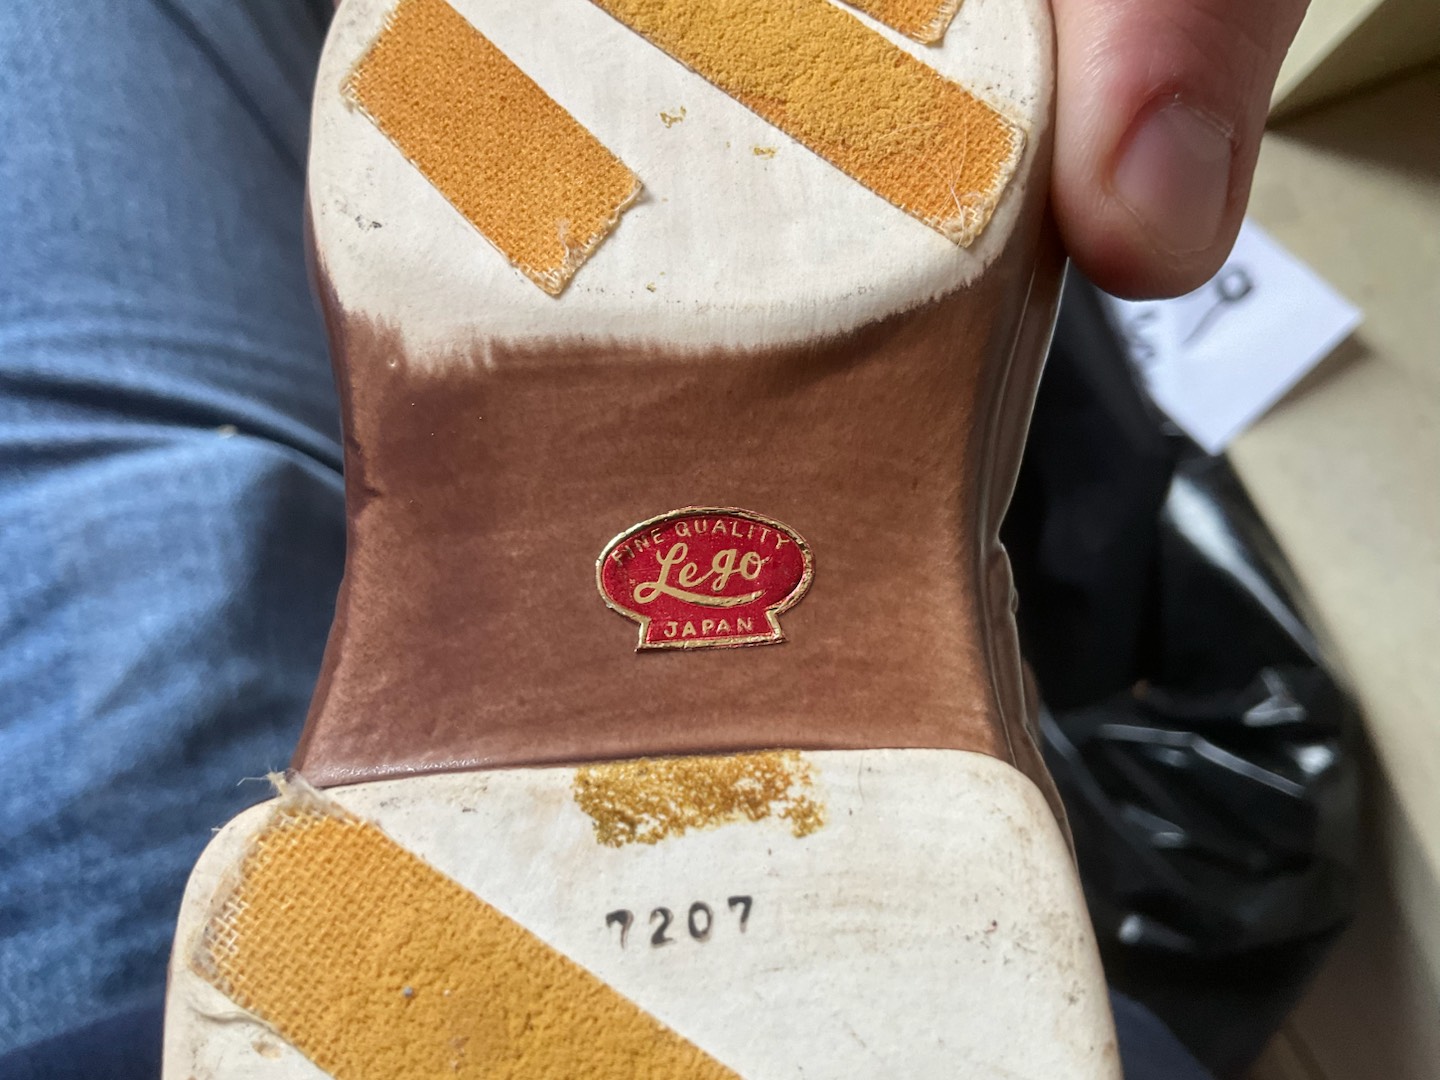 FINE QUALITY
Lego
JAPAN
7207